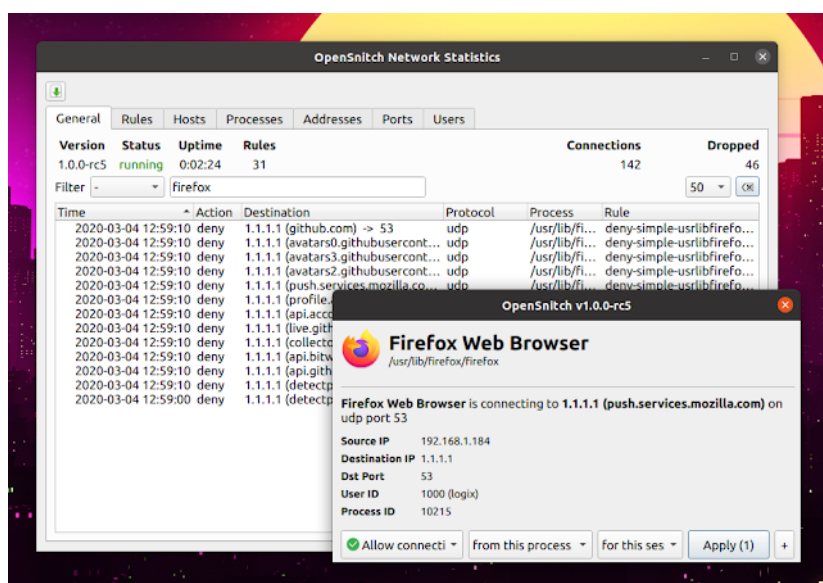 OpenSnitch Network Statistics
General Rules Hosts Processes Addresses Ports Users
Version Status Uptime Rules Connections Dropped
1.0.0-rc5 running 0:02:24 31 142 46
Filter - firefox 50
Time Action Destination Protocol Process Rule
2020-03-04 12:59:10 deny 1.1.1.1 (github.com) -> 53 udp /usr/lib/fi... deny-simple-usrlibfirefo...
2020-03-04 12:59:10 deny 1.1.1.1 (avatars0.githubusercont... udp /usr/lib/fi... deny-simple-usrlibfirefo...
2020-03-04 12:59:10 deny 1.1.1.1 (avatars3.githubusercont... udp /usr/lib/fi... deny-simple-usrlibfirefo...
2020-03-04 12:59:10 deny 1.1.1.1 (avatars2.githubusercont... udp /usr/lib/fi... deny-simple-usrlibfirefo...
2020-03-04 12:59:10 deny 1.1.1.1 (push.services.mozilla.co... udp /usr/lib/fi... deny-simple-usrlibfirefo...
2020-03-04 12:59:10 deny 1.1.1.1 (profile.
2020-03-04 12:59:10 deny 1.1.1.1 (api.acco
2020-03-04 12:59:10 deny 1.1.1.1 (live.gith
2020-03-04 12:59:10 deny 1.1.1.1 (collecto
2020-03-04 12:59:10 deny 1.1.1.1 (api.bitw
2020-03-04 12:59:10 deny 1.1.1.1 (api.gith
2020-03-04 12:59:10 deny 1.1.1.1 (detectp
2020-03-04 12:59:00 deny 1.1.1.1 (detectp
OpenSnitch v1.0.0-rc5
Firefox Web Browser
/usr/lib/firefox/firefox
Firefox Web Browser is connecting to 1.1.1.1 (push.services.mozilla.com) on
udp port 53
Source IP 192.168.1.184
Destination IP 1.1.1.1
Dst Port 53
User ID 1000 (logix)
Process ID 10215
Allow connecti from this process for this ses Apply (1) +